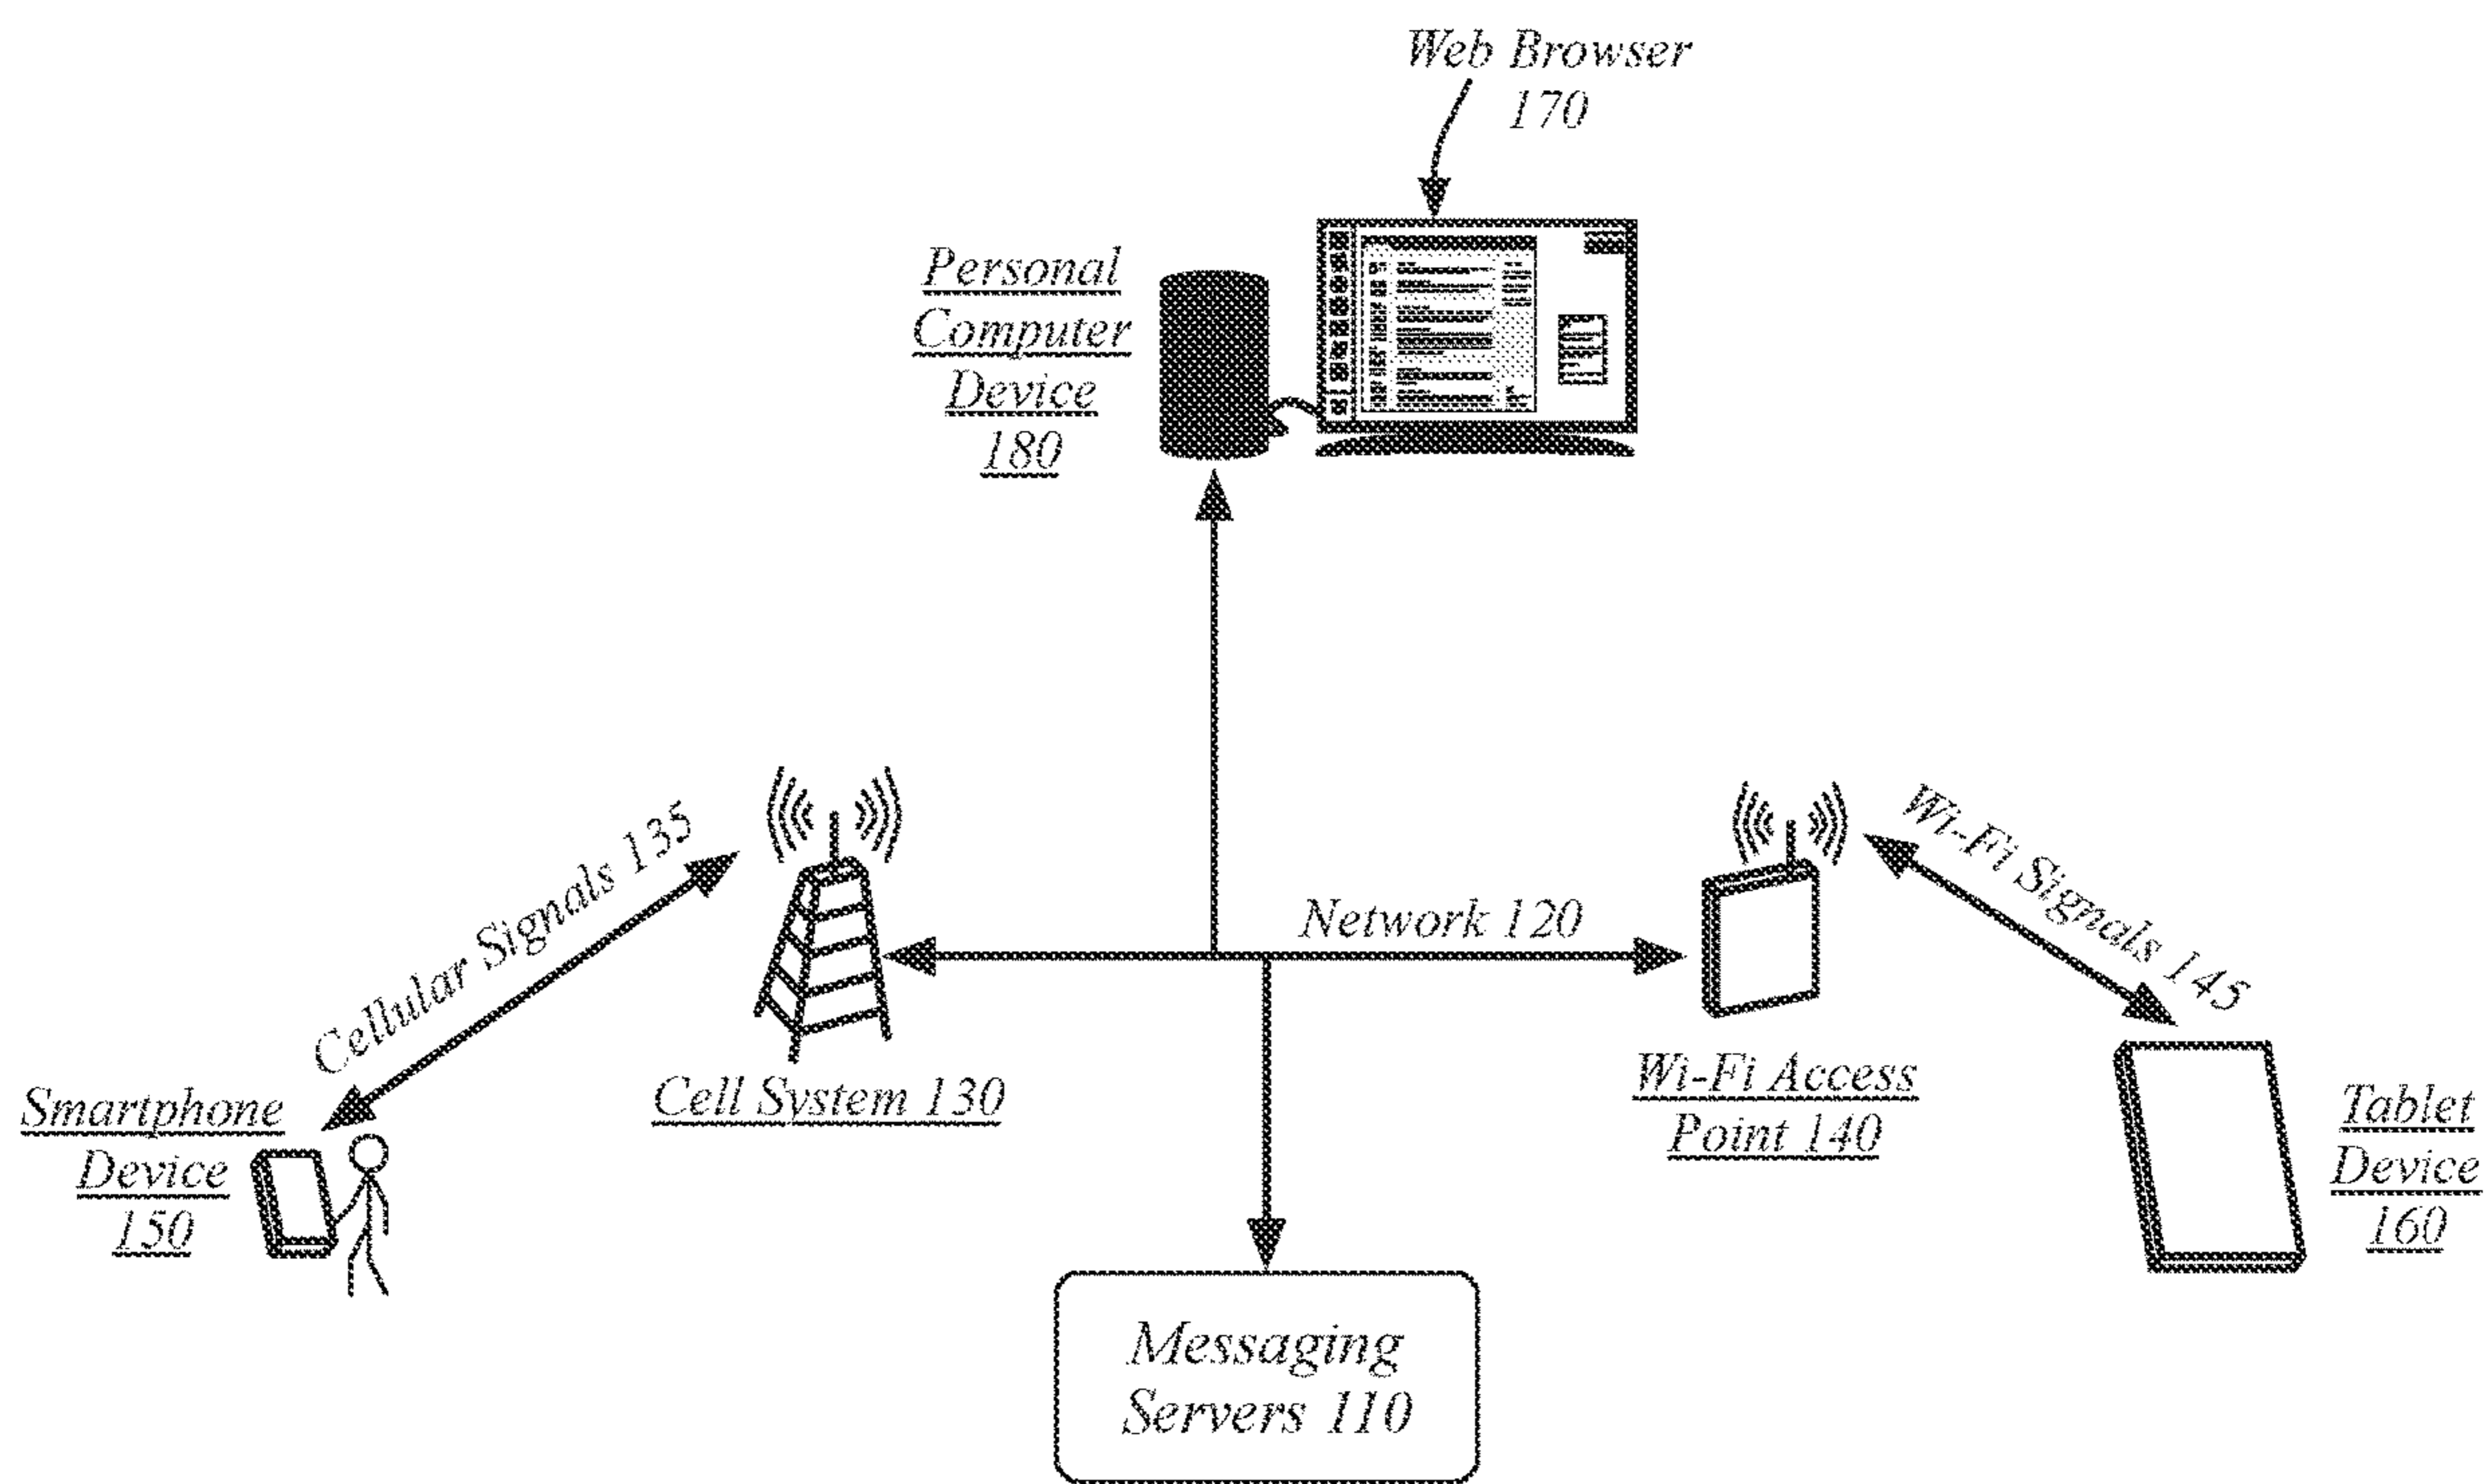 Web Browser
170
Personal
Computer
Device
180
Cellular Signals 135
Wi-Fi Signals 145
Network 120
Cell System 130
Wi-Fi Access
Point 140
Smartphone
Device
150
Tablet
Device
160
Messaging
Servers 110